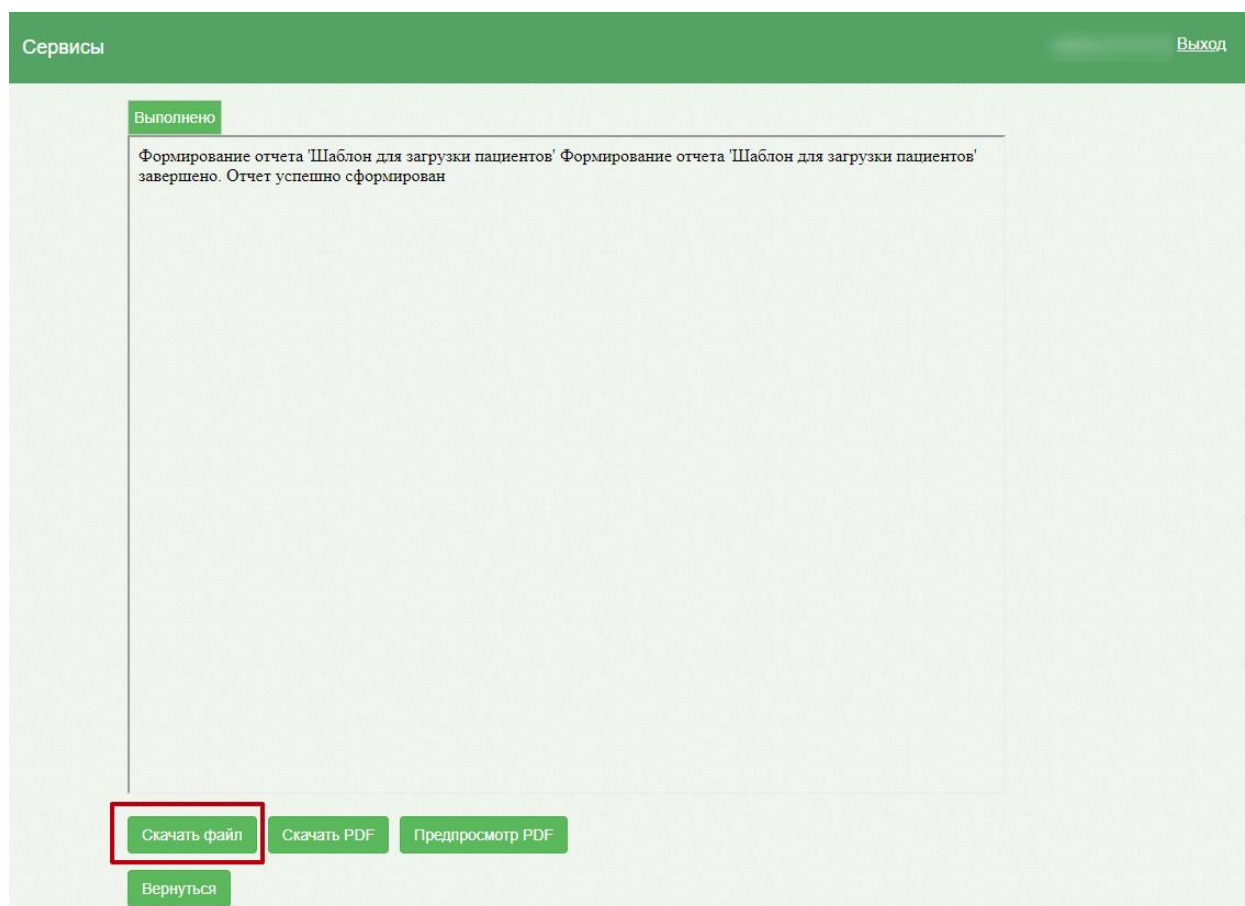 Сервисы
Выход
Выполнено
Формирование отчета 'Шаблон для загрузки пациентов' Формирование отчета 'Шаблон для загрузки пациентов'
завершено. Отчет успешно сформирован
Скачать файл
Скачать PDF
Предпросмотр PDF
Вернуться